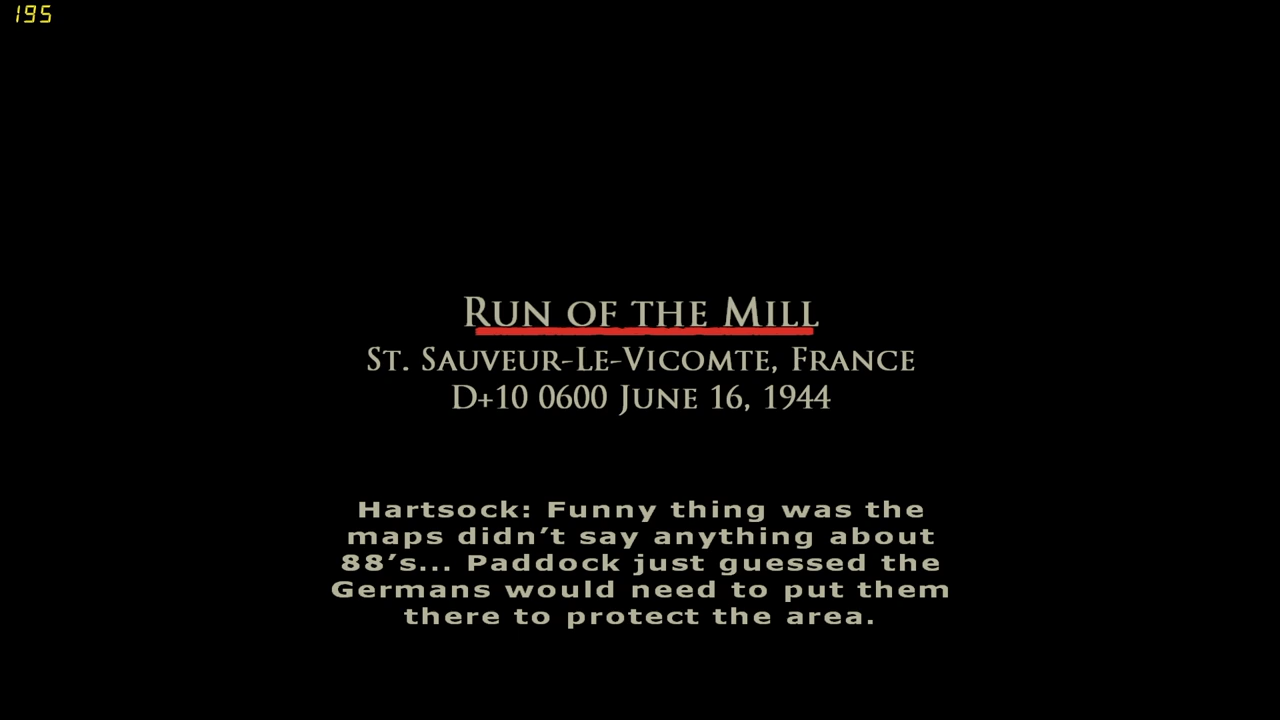 195
Run of the Mill
St. Sauveur-Le-Vicomte, France
D+10 0600 June 16, 1944
Hartsock: Funny thing was the
maps didn't say anything about
88's... Paddock just guessed the
Germans would need to put them
there to protect the area.